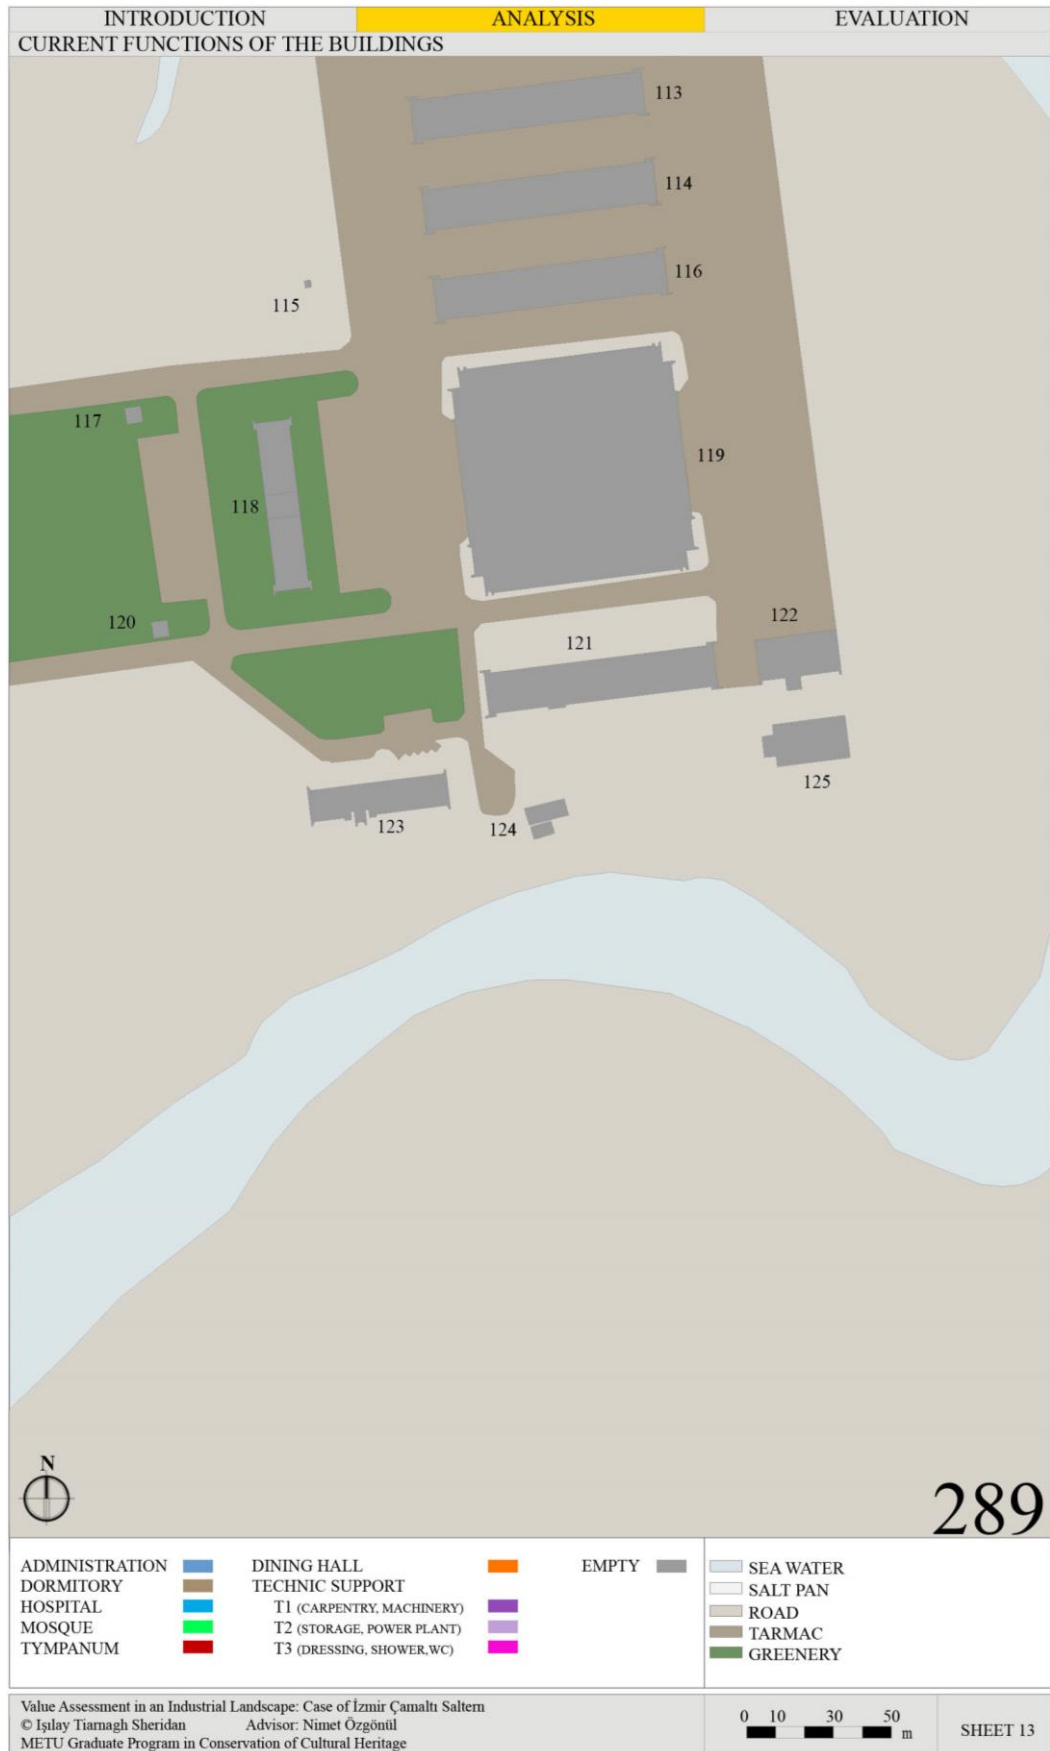 INTRODUCTION ANALYSIS EVALUATION
CURRENT FUNCTIONS OF THE BUILDINGS
113
114
116
115
117
119
118
120
122
121
125
123
124
N
289
ADMINISTRATION DINING HALL EMPTY SEA WATER
DORMITORY TECHNIC SUPPORT SALT PAN
HOSPITAL T1 (CARPENTRY, MACHINERY) ROAD
MOSQUE T2 (STORAGE, POWER PLANT) TARMAC
TYMPANUM T3 (DRESSING, SHOWER,WC) GREENERY
Value Assessment in an Industrial Landscape: Case of İzmir Çamaltı Saltern
© Işılay Tiarnagh Sheridan Advisor: Nimet Özgönül
METU Graduate Program in Conservation of Cultural Heritage
0 10 30 50
m
SHEET 13